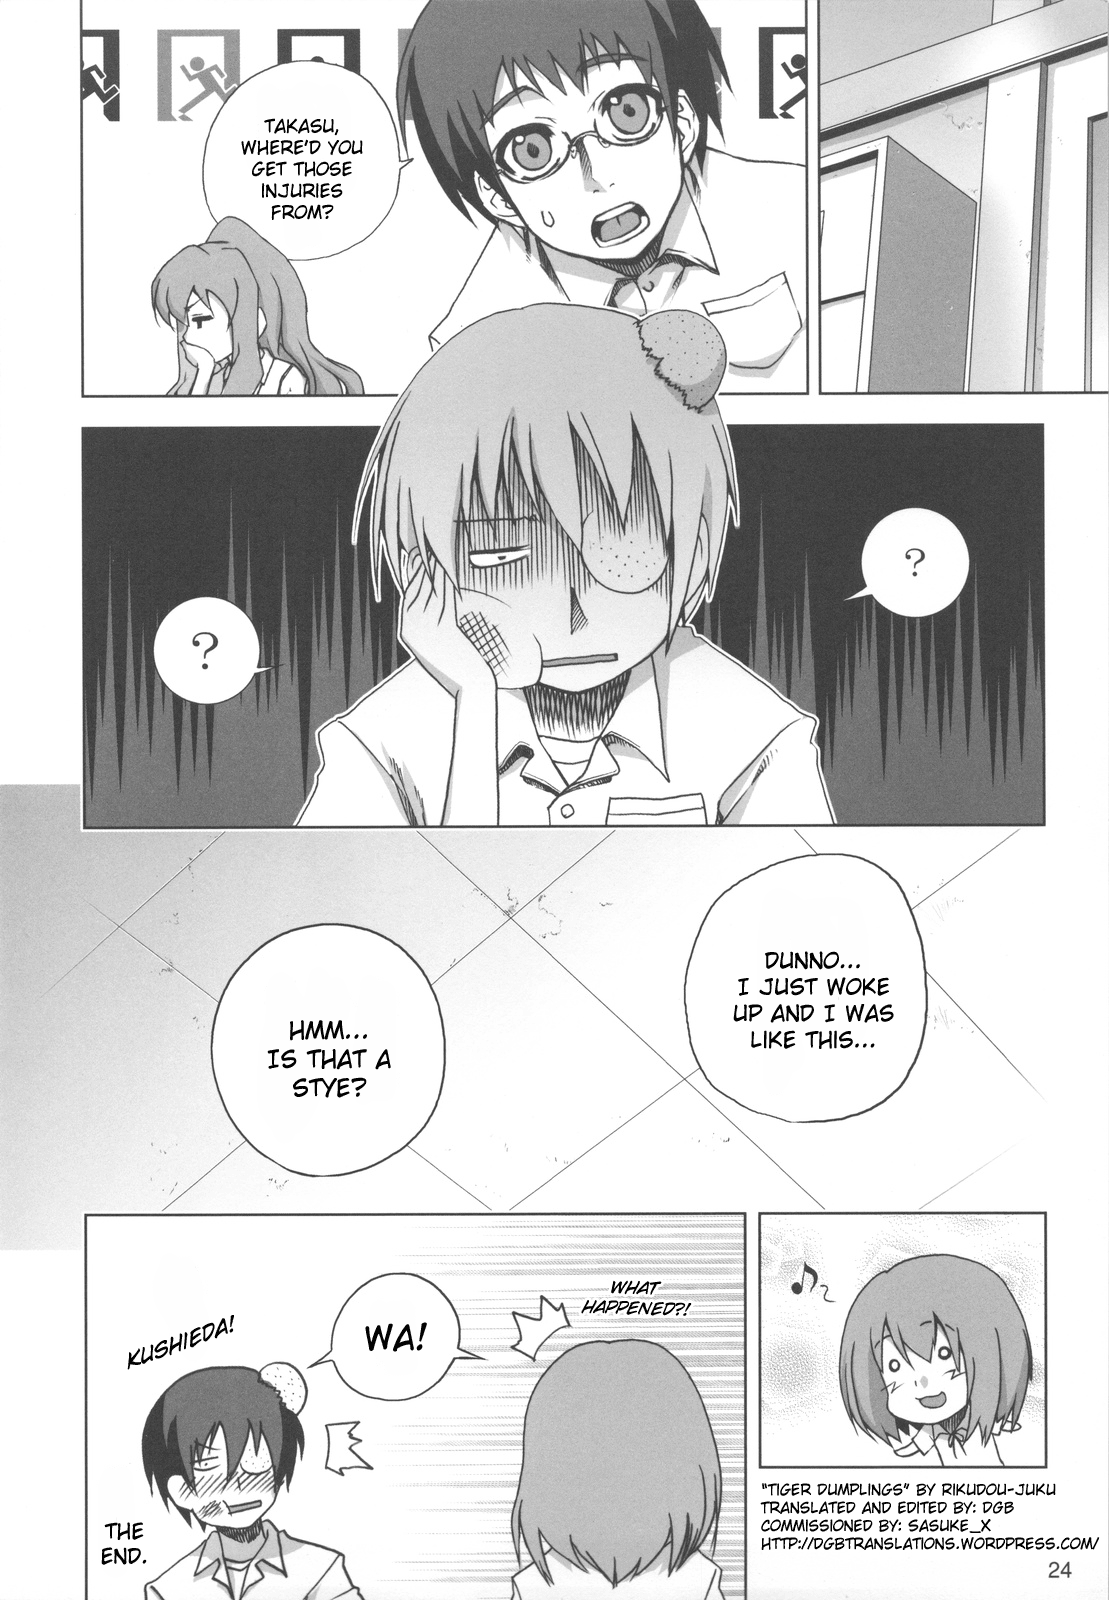 TAKASU,
WHERE'D YOU
GET THOSE
INJURIES
FROM?
?
?
DUNNO...
I JUST WOKE
UP AND I WAS
LIKE THIS...
HMM...
IS THAT A
STYE?
WHAT
HAPPENED?!
WA!
KUSHIEDA!
THE
END.
"TIGER DUMPLINGS" BY RIKUDOU-JUKU
TRANSLATED AND EDITED BY: DGB
COMMISSIONED BY: SASUKE_X
HTTP://DGBTRANSLATIONS.WORDPRESS.COM/
24